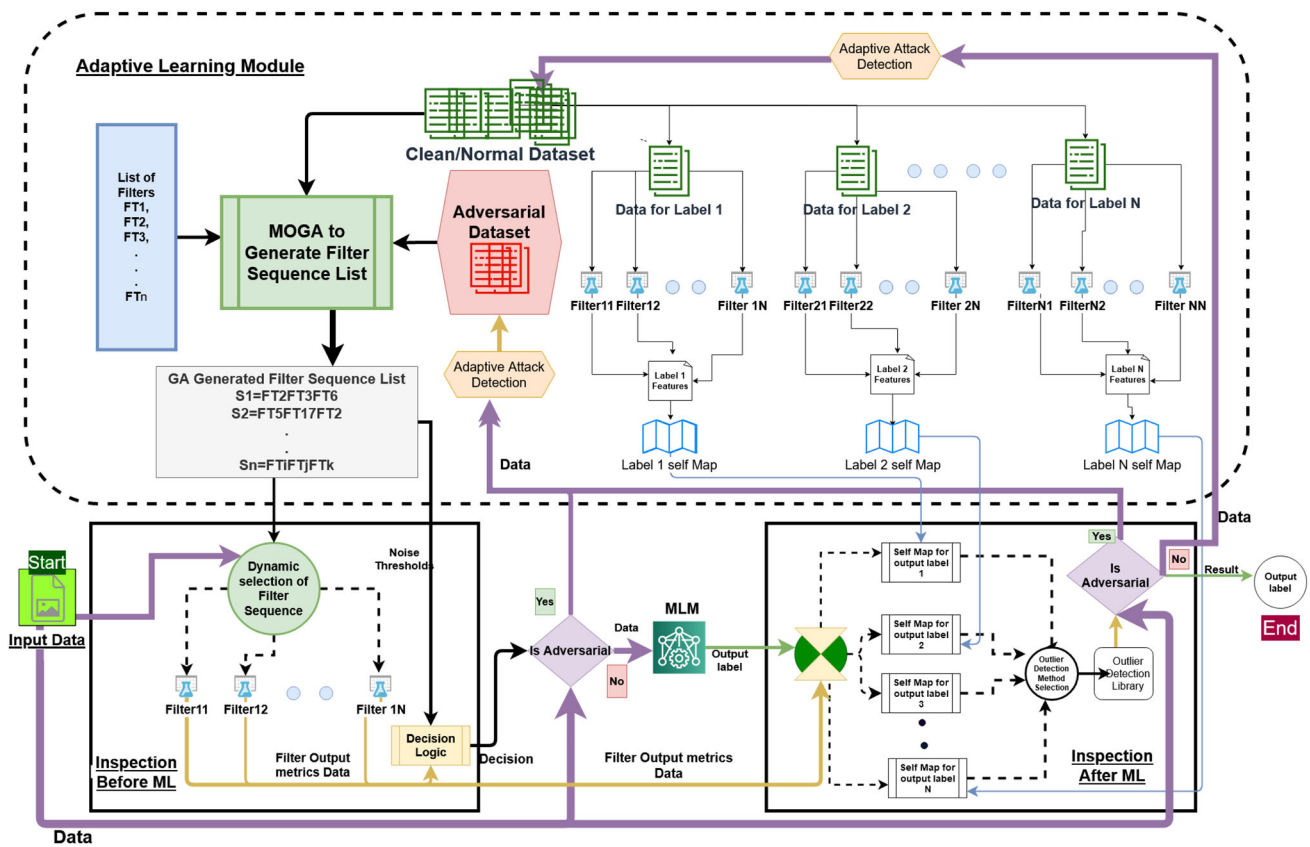 Adaptive Learning Module
Adaptive Attack
Detection
Clean/Normal Dataset
List of
Filters
FT1,
FT2,
FT3,
.
.
.
FTn
MOGA to
Generate Filter
Sequence List
Adversarial
Dataset
Adaptive Attack
Detection
Data for Label 1
Data for Label 2
Data for Label N
Filter11
Filter12
Filter 1N
Filter21
Filter22
Filter 2N
FilterN1
FilterN2
Filter NN
Label 1
Features
Label 2
Features
Label N
Features
Label 1 self Map
Label 2 self Map
Label N self Map
GA Generated Filter Sequence List
S1=FT2FT3FT6
S2=FT5FT17FT2
.
.
Sn=FTiFTjFTk
Data
Data
Start
Input Data
Dynamic
selection of
Filter
Sequence
Noise
Thresholds
Filter11
Filter12
Filter 1N
Inspection
Before ML
Filter Output
metrics Data
Decision
Logic
Decision
Yes
Is Adversarial
No
Data
MLM
Output
label
Filter Output metrics
Data
Self Map for
output label
1
Self Map for
output label
2
Self Map for
output label
3
Self Map for
output label
N
Outlier
Detection
Method
Selection
Outlier
Detection
Library
Inspection
After ML
Yes
Is
Adversarial
No
Result
Output
label
End
Data